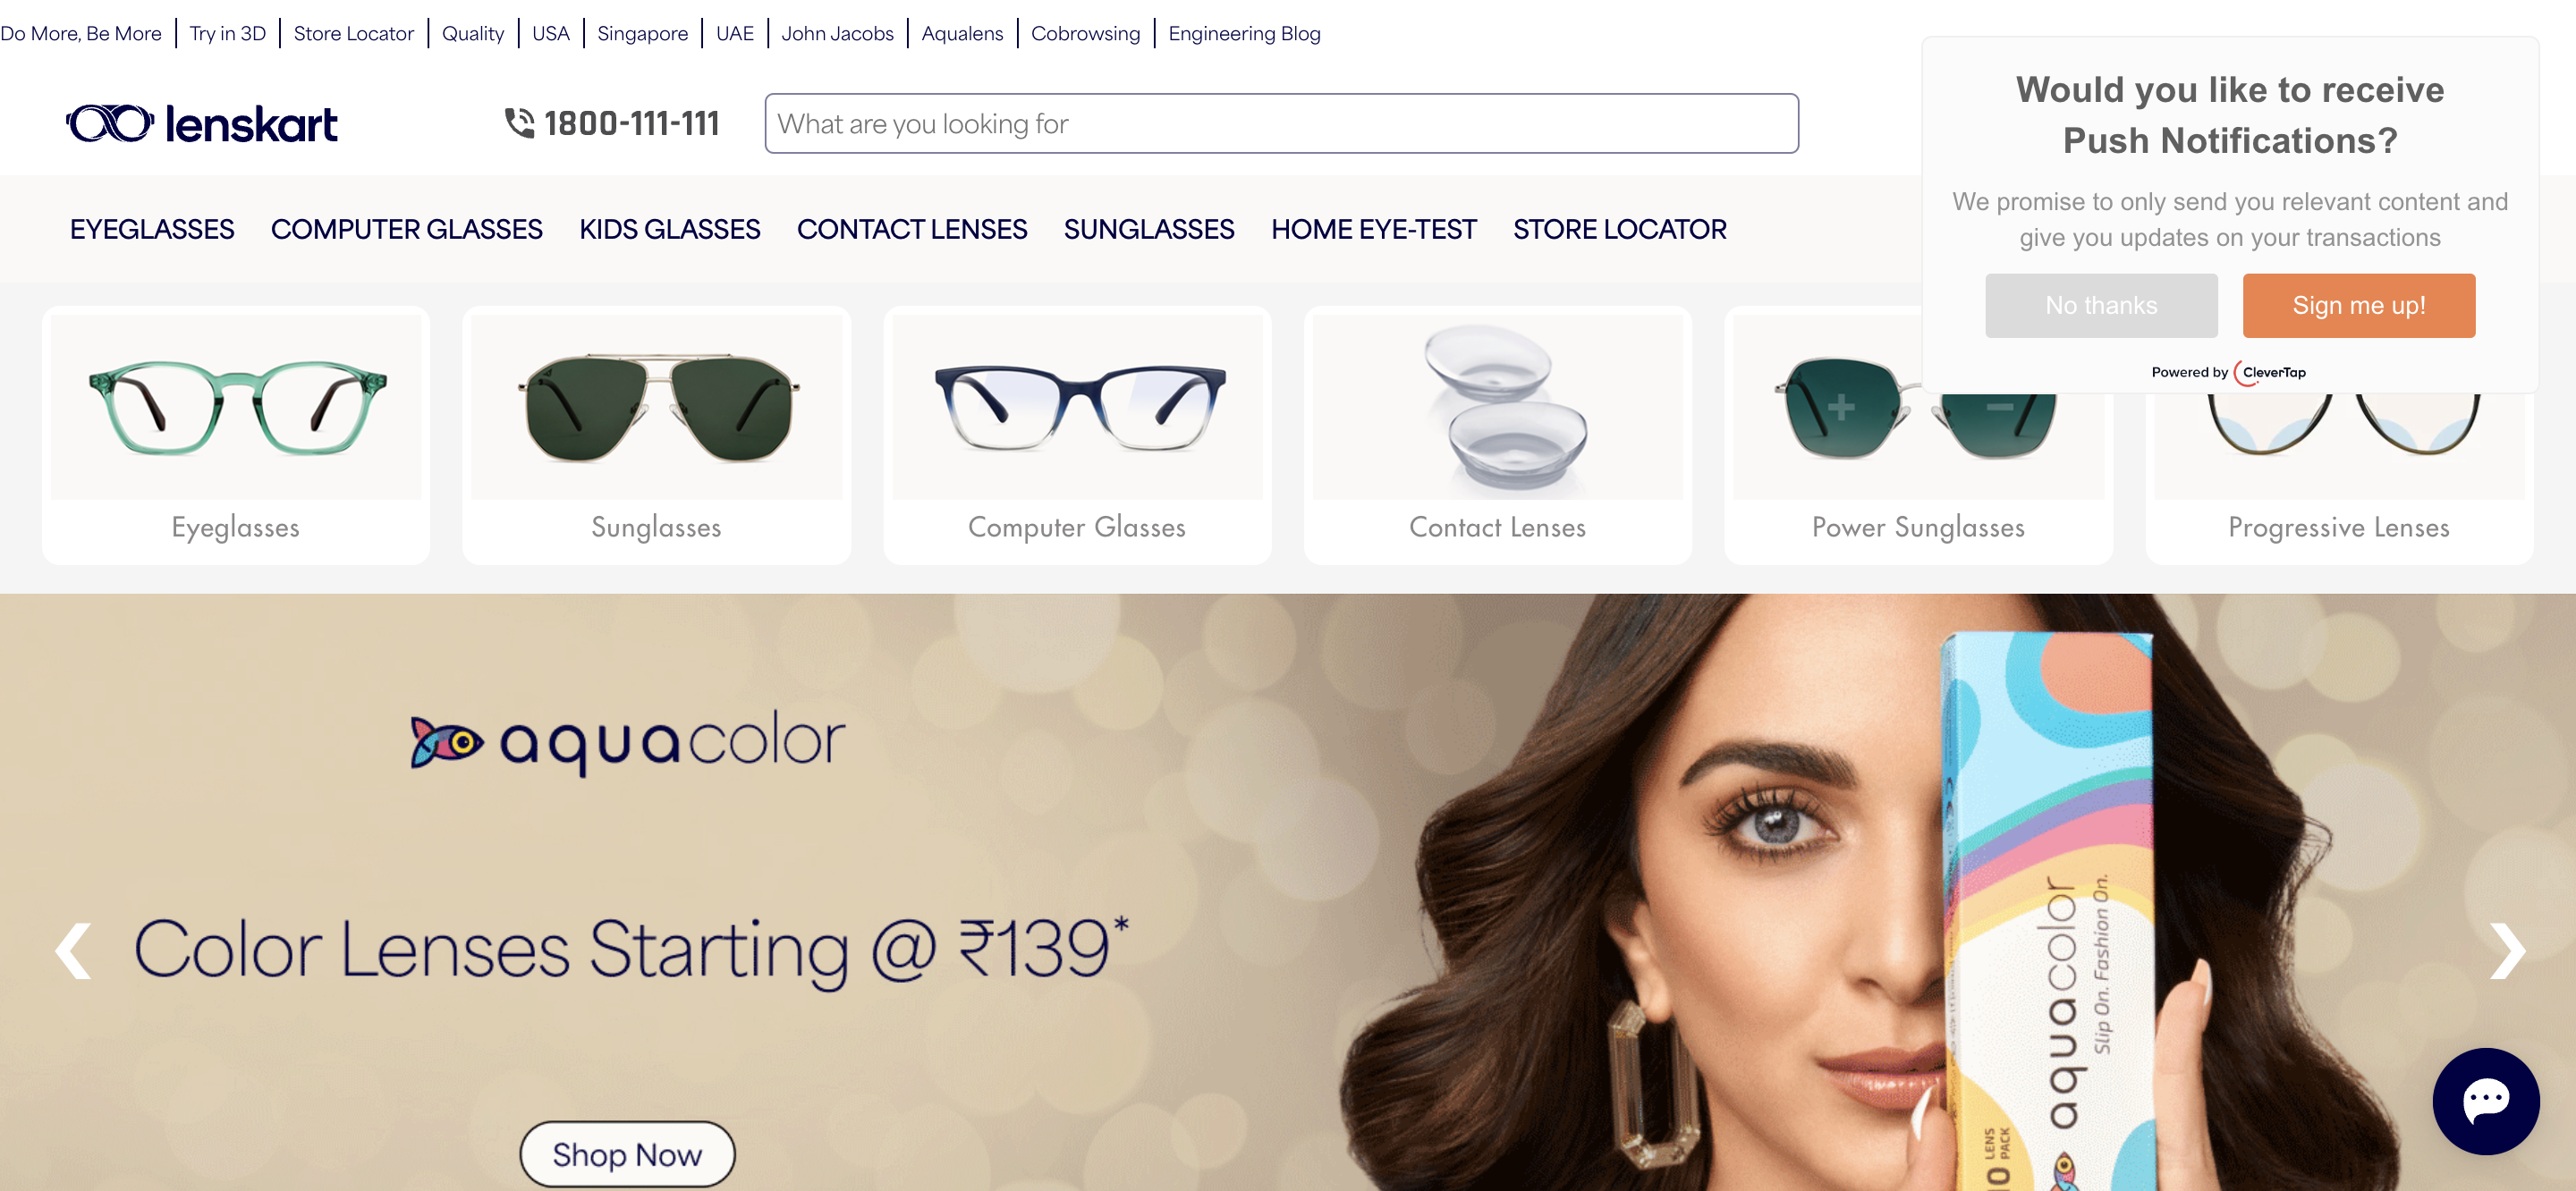 Do More, Be More
Try in 3D
Store Locator
Quality
USA
Singapore
UAE
John Jacobs
Aqualens
Cobrowsing
Engineering Blog
lenskart
1800-111-111
What are you looking for
Would you like to receive
Push Notifications?
We promise to only send you relevant content and
give you updates on your transactions
No thanks
Sign me up!
Powered by CleverTap
EYEGLASSES
COMPUTER GLASSES
KIDS GLASSES
CONTACT LENSES
SUNGLASSES
HOME EYE-TEST
STORE LOCATOR
Eyeglasses
Sunglasses
Computer Glasses
Contact Lenses
Power Sunglasses
Progressive Lenses
aquacolor
Color Lenses Starting @ ₹139*
Shop Now
aquacolor
Slip On. Fashion On.
10 LENS
PACK